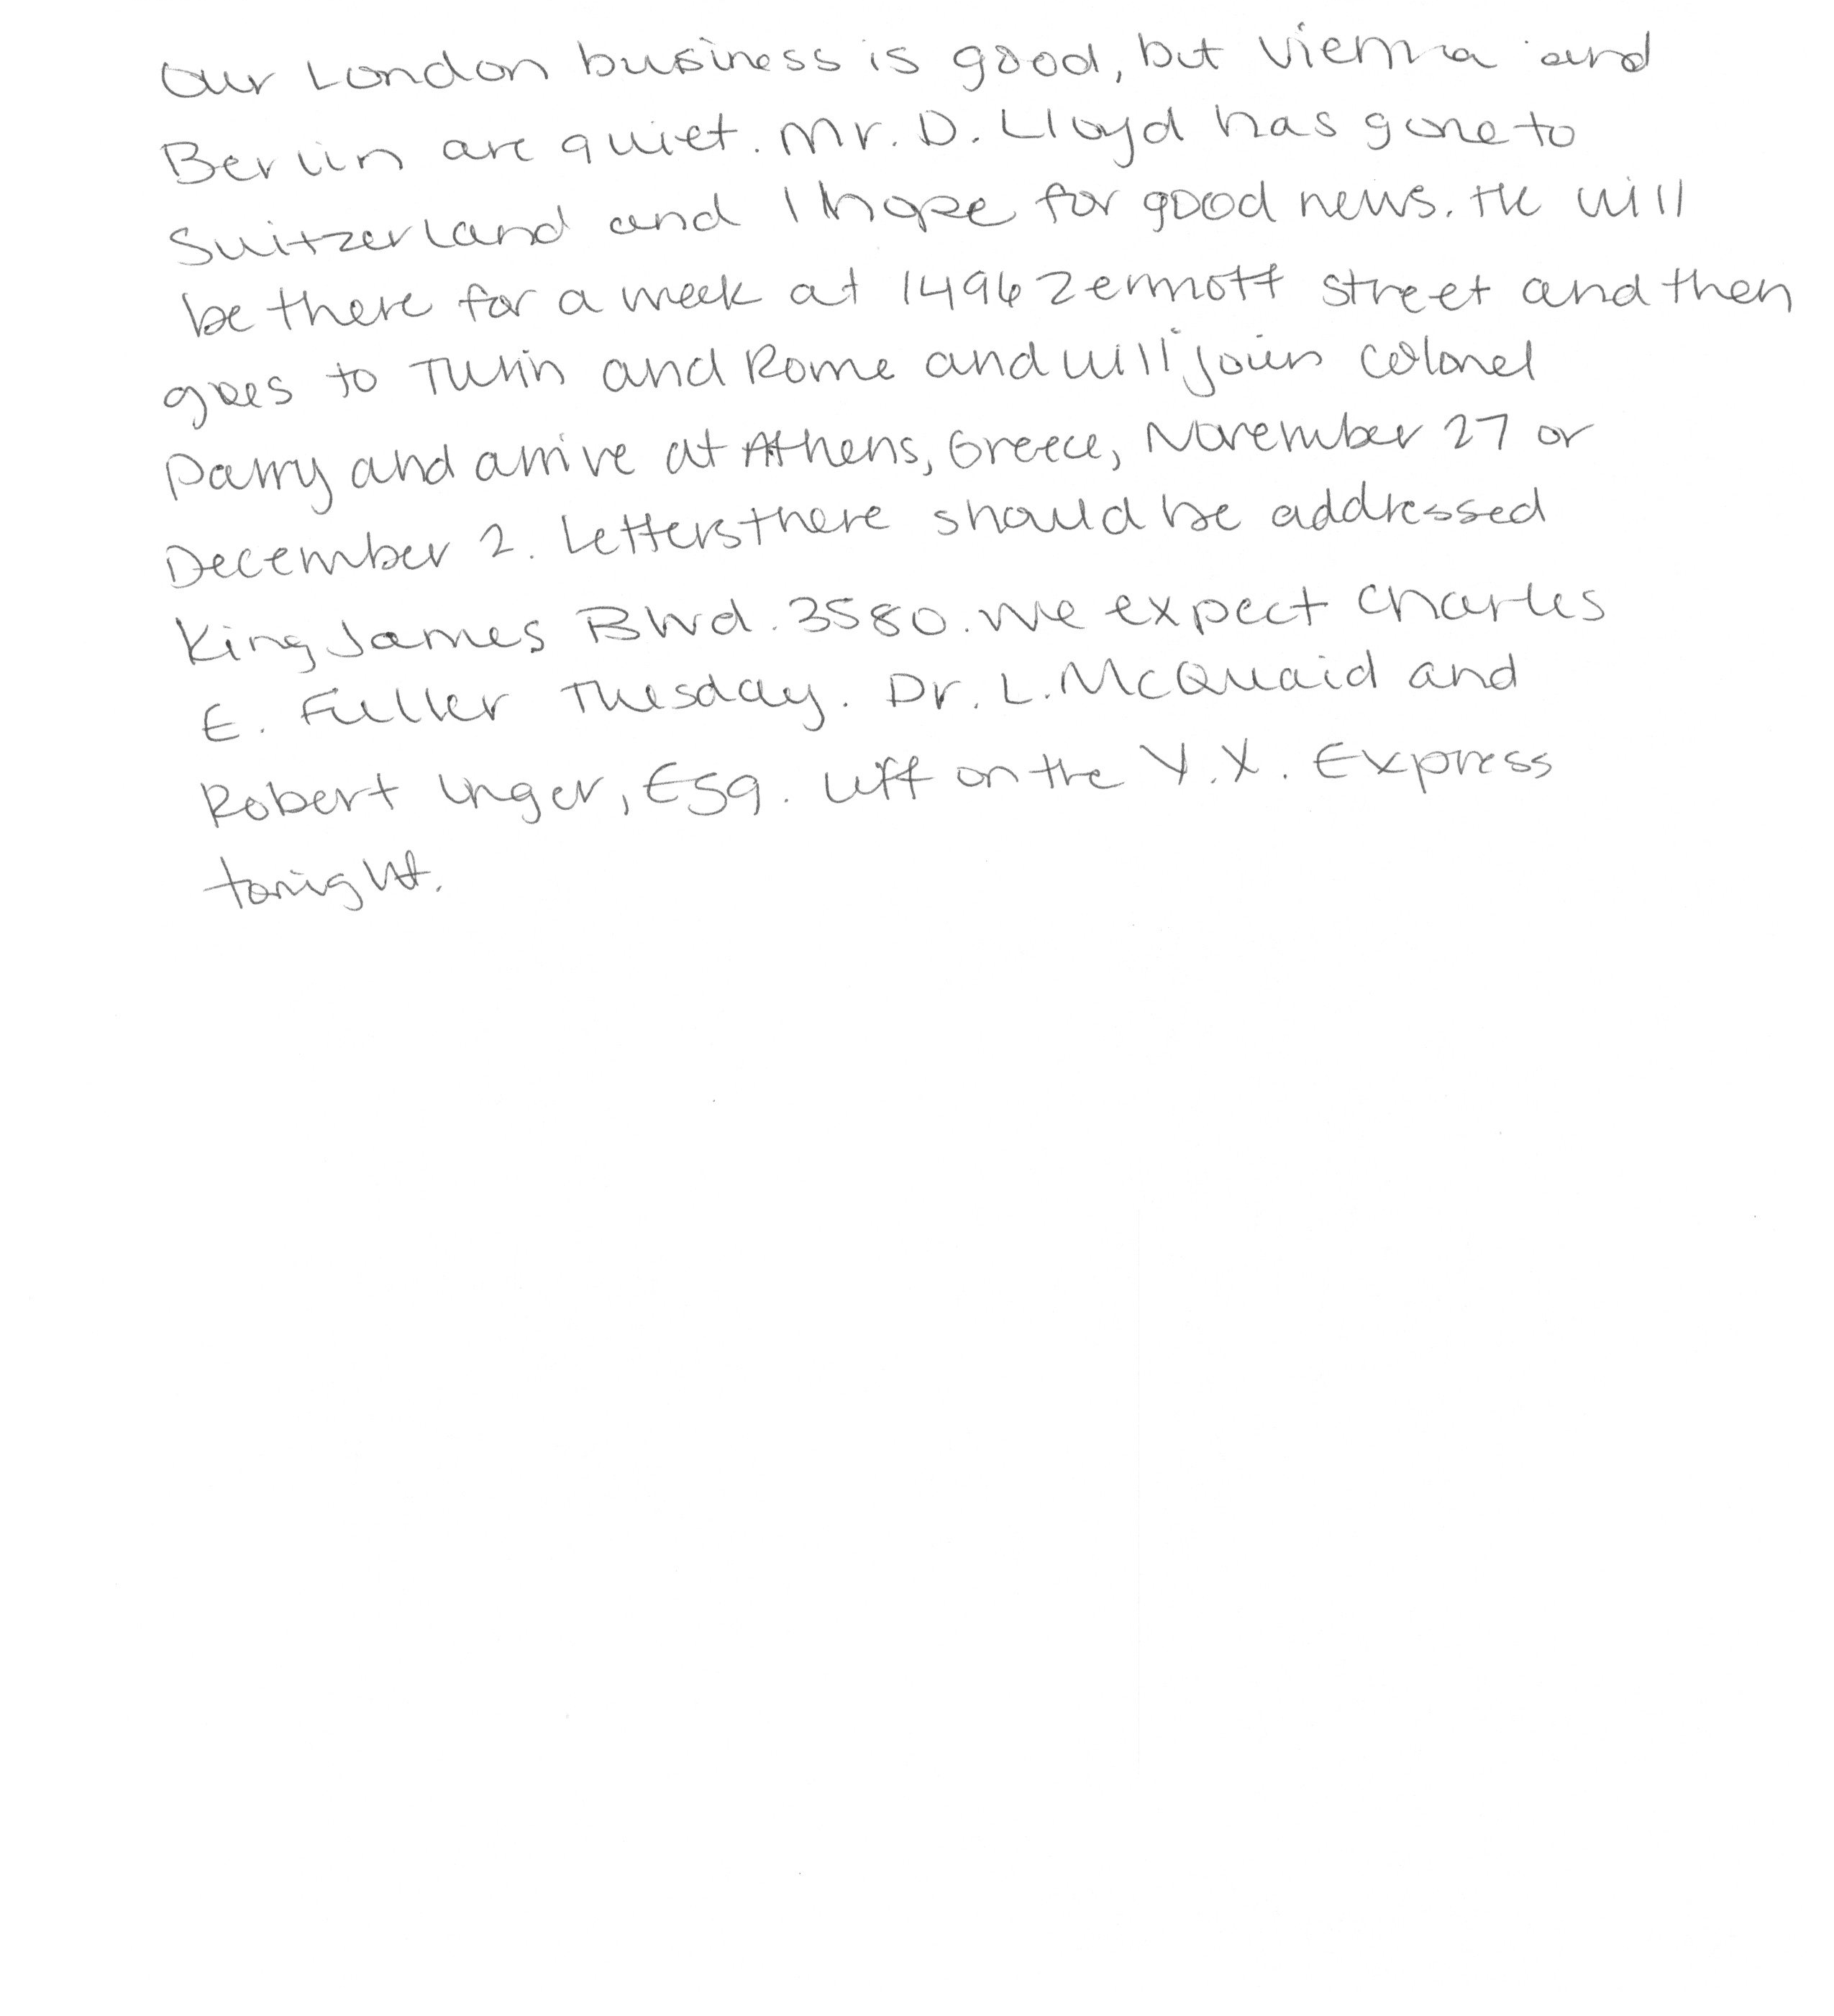 Our London business is good, but Vienna and
Berlin are quiet. Mr. D. Lloyd has gone to
Switzerland and I hope for good news. He will
be there for a week at 1496 Zermott Street and then
goes to Turin and Rome and will join Colonel
Parry and arrive at Athens, Greece, November 27 or
December 2. Letters there should be addressed
King James Blvd. 3580. We expect Charles
E. Fuller Tuesday. Dr. L. McQuaid and
Robert Unger, Esq. left on the Y.X. Express
tonight.